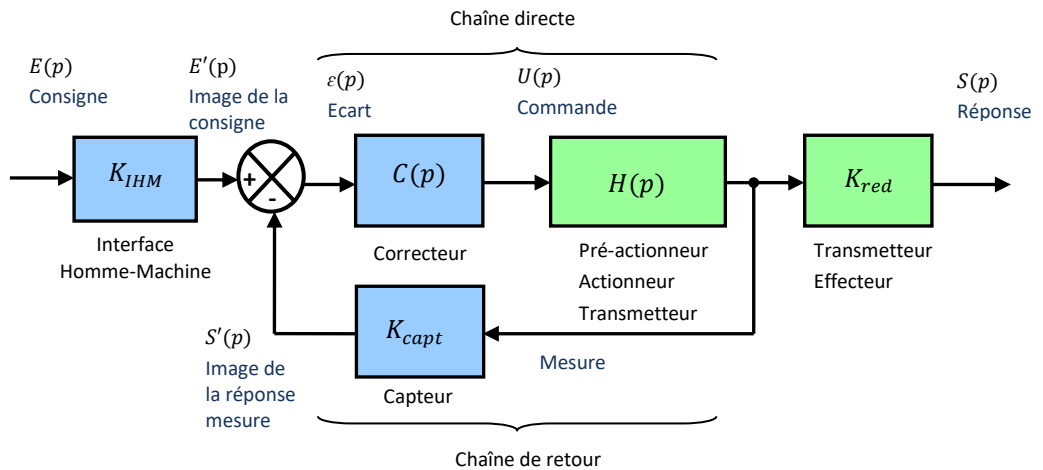 Chaîne directe
E(p)
Consigne
E′(p)
Image de la
consigne
ε(p)
Ecart
U(p)
Commande
S(p)
Réponse
K_IHM
+
-
C(p)
H(p)
K_red
Interface
Homme-Machine
Correcteur
Pré-actionneur
Actionneur
Transmetteur
Transmetteur
Effecteur
S′(p)
Image de
la réponse
mesure
K_capt
Capteur
Mesure
Chaîne de retour